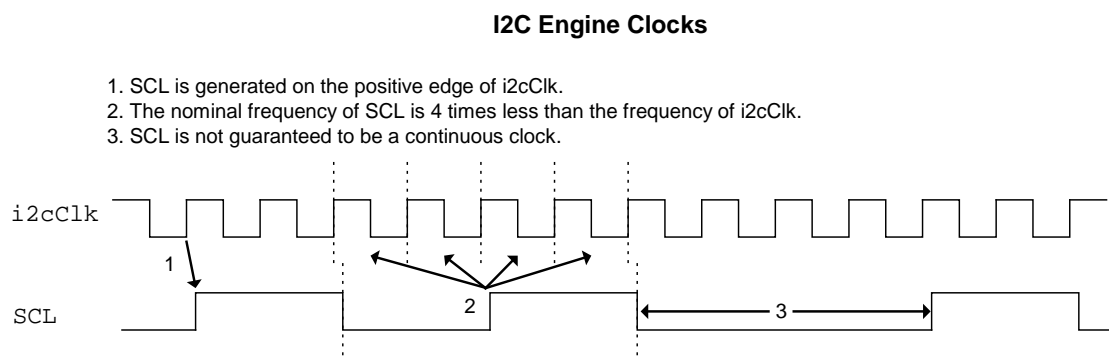 I2C Engine Clocks
1. SCL is generated on the positive edge of i2cClk.
2. The nominal frequency of SCL is 4 times less than the frequency of i2cClk.
3. SCL is not guaranteed to be a continuous clock.
i2cClk
1
2
3
SCL